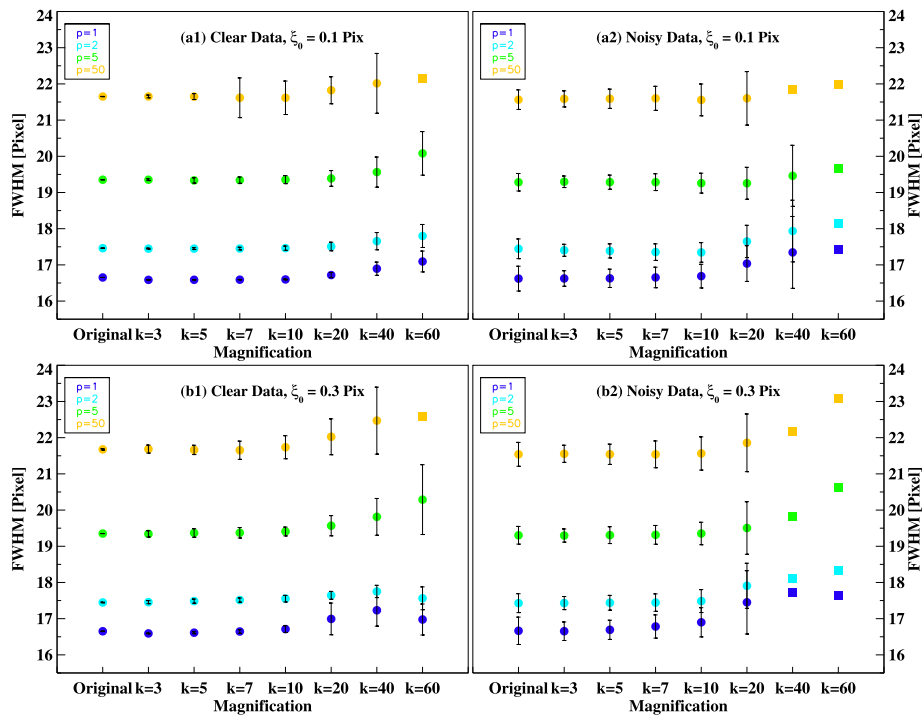 24
23
22
21
20
19
18
17
16
FWHM [Pixel]
p=1
p=2
p=5
p=50
(a1) Clear Data, ξ₀ = 0.1 Pix
Original k=3 k=5 k=7 k=10 k=20 k=40 k=60
Magnification
24
23
22
21
20
19
18
17
16
FWHM [Pixel]
p=1
p=2
p=5
p=50
(a2) Noisy Data, ξ₀ = 0.1 Pix
Original k=3 k=5 k=7 k=10 k=20 k=40 k=60
Magnification
24
23
22
21
20
19
18
17
16
FWHM [Pixel]
p=1
p=2
p=5
p=50
(b1) Clear Data, ξ₀ = 0.3 Pix
Original k=3 k=5 k=7 k=10 k=20 k=40 k=60
Magnification
24
23
22
21
20
19
18
17
16
FWHM [Pixel]
p=1
p=2
p=5
p=50
(b2) Noisy Data, ξ₀ = 0.3 Pix
Original k=3 k=5 k=7 k=10 k=20 k=40 k=60
Magnification